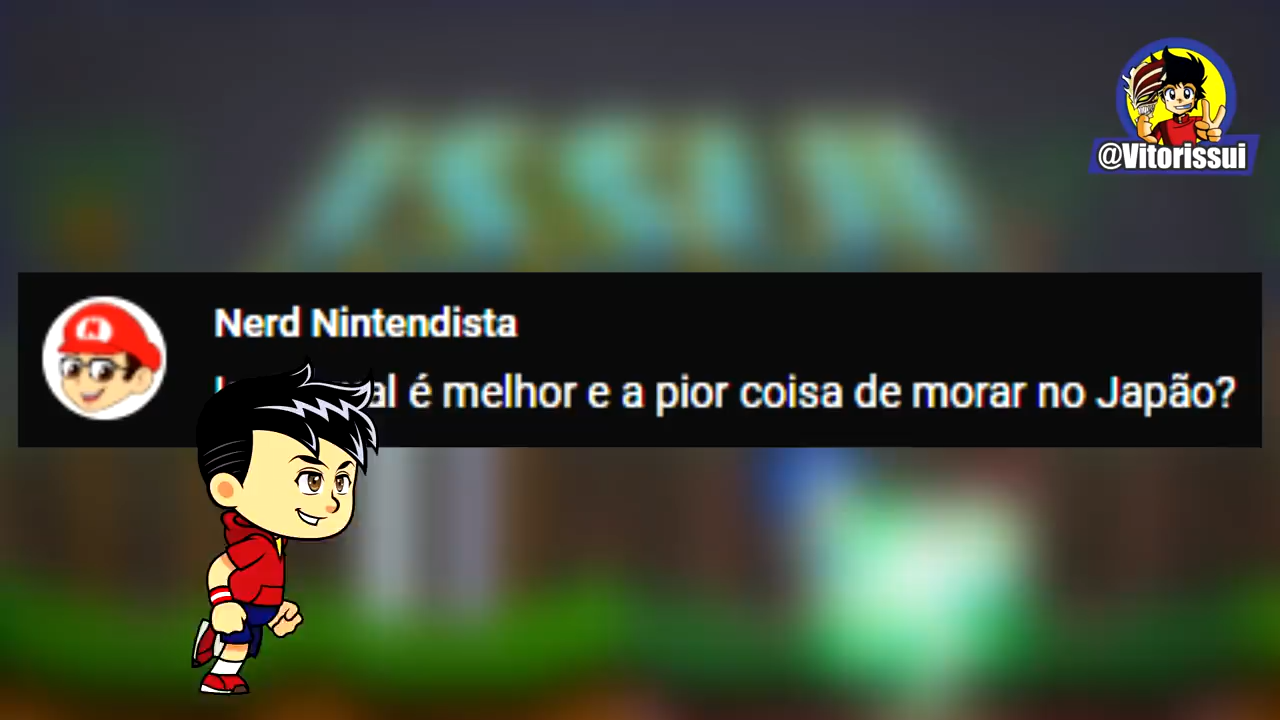 @Vitorissui
Nerd Nintendista
é melhor e a pior coisa de morar no Japão?